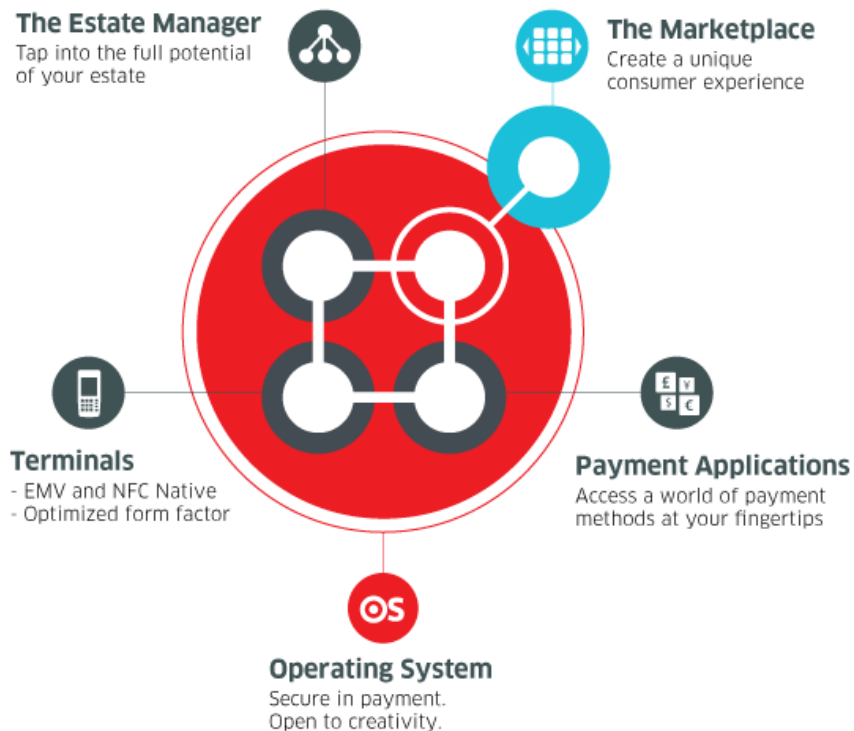 The Estate Manager
Tap into the full potential
of your estate
The Marketplace
Create a unique
consumer experience
Terminals
- EMV and NFC Native
- Optimized form factor
£ ¥
$ €
Payment Applications
Access a world of payment
methods at your fingertips
OS
Operating System
Secure in payment.
Open to creativity.